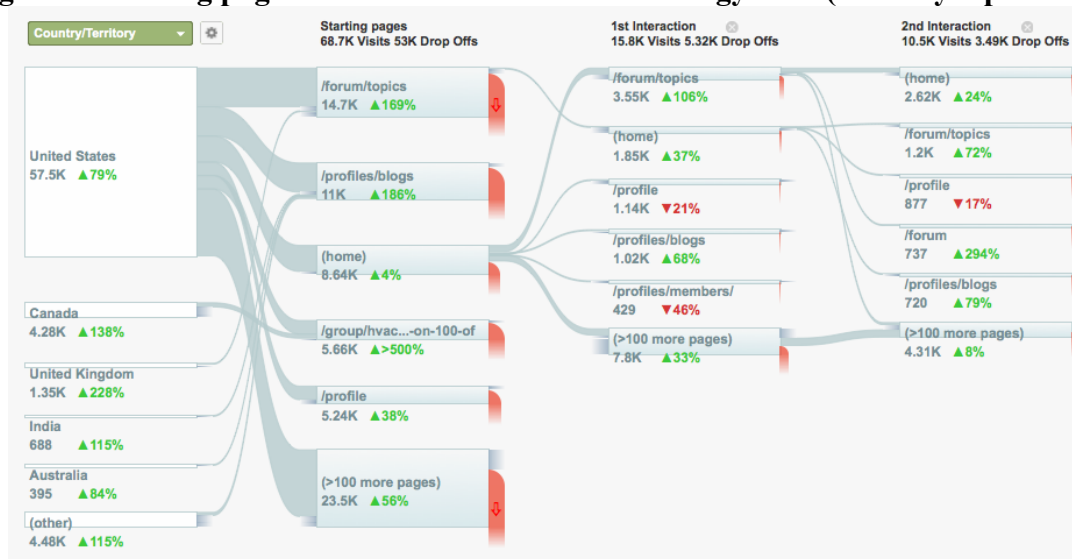 Country/Territory
Starting pages
68.7K Visits 53K Drop Offs
1st Interaction
15.8K Visits 5.32K Drop Offs
2nd Interaction
10.5K Visits 3.49K Drop Offs
United States
57.5K ▲79%
Canada
4.28K ▲138%
United Kingdom
1.35K ▲228%
India
688 ▲115%
Australia
395 ▲84%
(other)
4.48K ▲115%
/forum/topics
14.7K ▲169%
/profiles/blogs
11K ▲186%
(home)
8.64K ▲4%
/group/hvac...-on-100-of
5.66K ▲>500%
/profile
5.24K ▲38%
(>100 more pages)
23.5K ▲56%
/forum/topics
3.55K ▲106%
(home)
1.85K ▲37%
/profile
1.14K ▼21%
/profiles/blogs
1.02K ▲68%
/profiles/members/
429 ▼46%
(>100 more pages)
7.8K ▲33%
(home)
2.62K ▲24%
/forum/topics
1.2K ▲72%
/profile
877 ▼17%
/forum
737 ▲294%
/profiles/blogs
720 ▲79%
(>100 more pages)
4.31K ▲8%